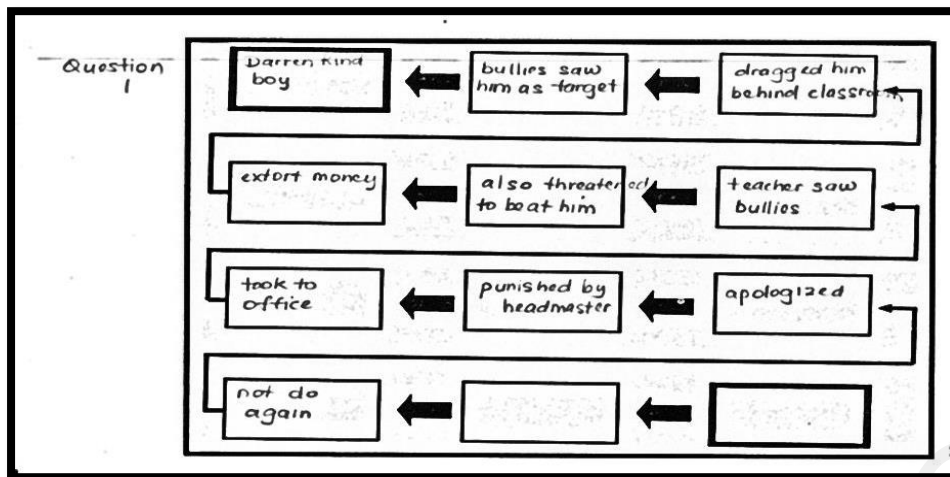 Question
1
Darren Kind
boy
bullies saw
him as target
dragged him
behind classroom
extort money
also threatened
to beat him
teacher saw
bullies
took to
office
punished by
headmaster
apologized
not do
again